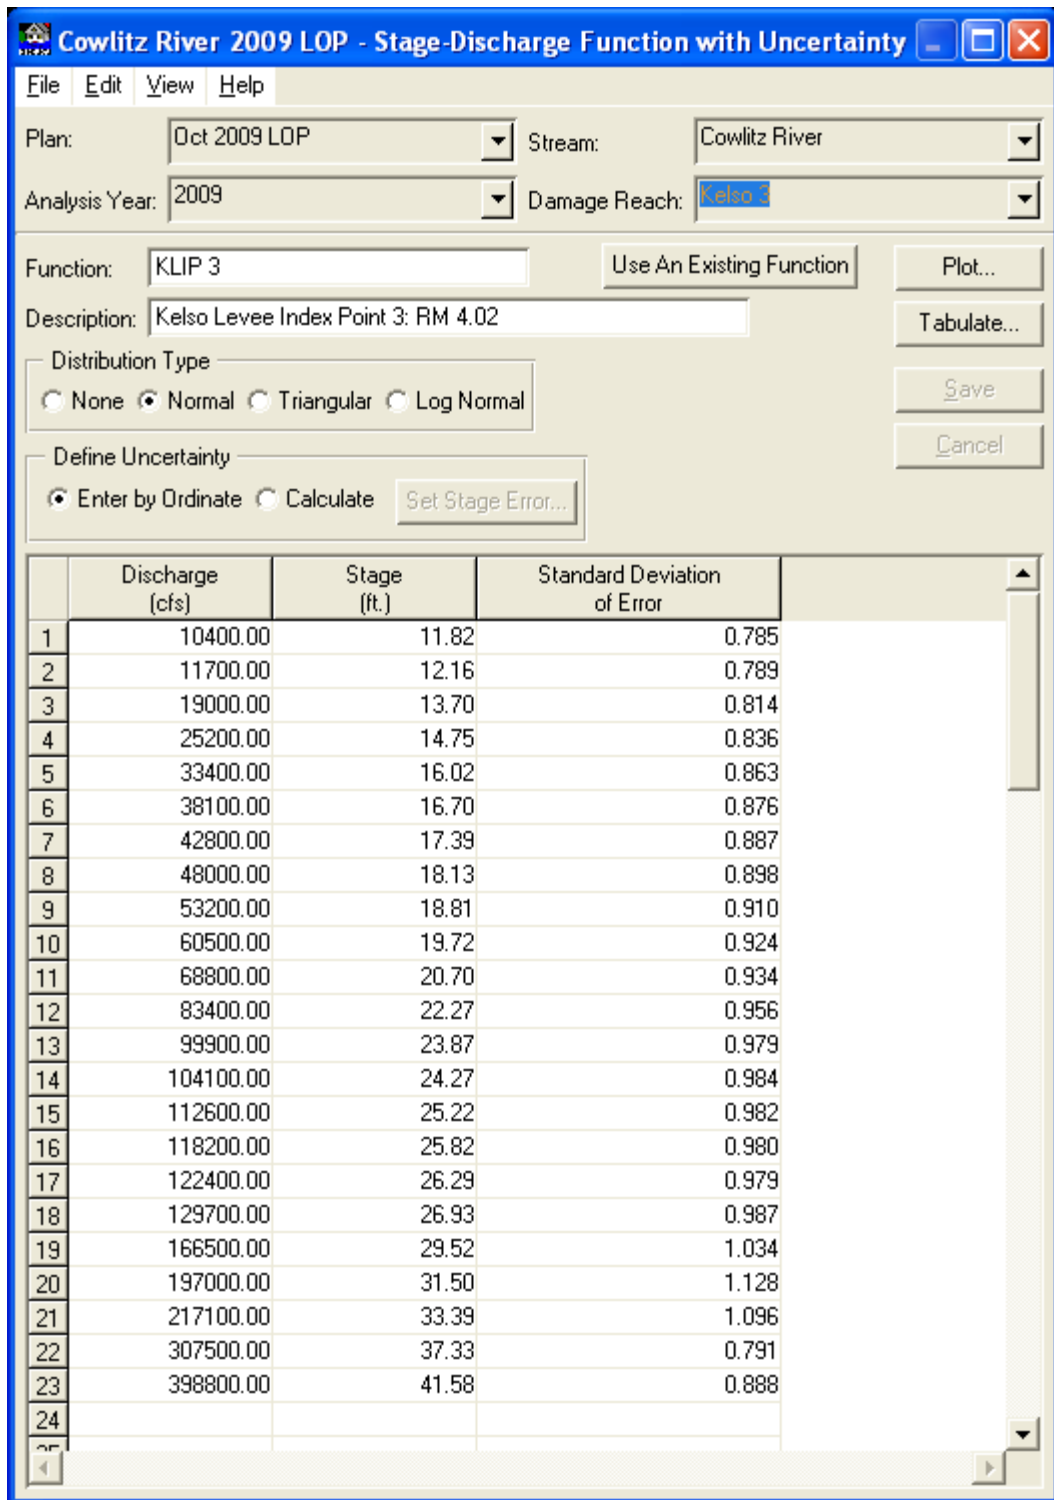 Cowlitz River 2009 LOP - Stage-Discharge Function with Uncertainty
File Edit View Help
Plan: Oct 2009 LOP Stream: Cowlitz River
Analysis Year: 2009 Damage Reach: Kelso 3
Function: KLIP 3 Use An Existing Function Plot...
Description: Kelso Levee Index Point 3: RM 4.02 Tabulate...
Distribution Type
None Normal Triangular Log Normal Save
Define Uncertainty Cancel
Enter by Ordinate Calculate Set Stage Error...
Discharge Stage Standard Deviation
(cfs) (ft.) of Error
1 10400.00 11.82 0.785
2 11700.00 12.16 0.789
3 19000.00 13.70 0.814
4 25200.00 14.75 0.836
5 33400.00 16.02 0.863
6 38100.00 16.70 0.876
7 42800.00 17.39 0.887
8 48000.00 18.13 0.898
9 53200.00 18.81 0.910
10 60500.00 19.72 0.924
11 68800.00 20.70 0.934
12 83400.00 22.27 0.956
13 99900.00 23.87 0.979
14 104100.00 24.27 0.984
15 112600.00 25.22 0.982
16 118200.00 25.82 0.980
17 122400.00 26.29 0.979
18 129700.00 26.93 0.987
19 166500.00 29.52 1.034
20 197000.00 31.50 1.128
21 217100.00 33.39 1.096
22 307500.00 37.33 0.791
23 398800.00 41.58 0.888
24